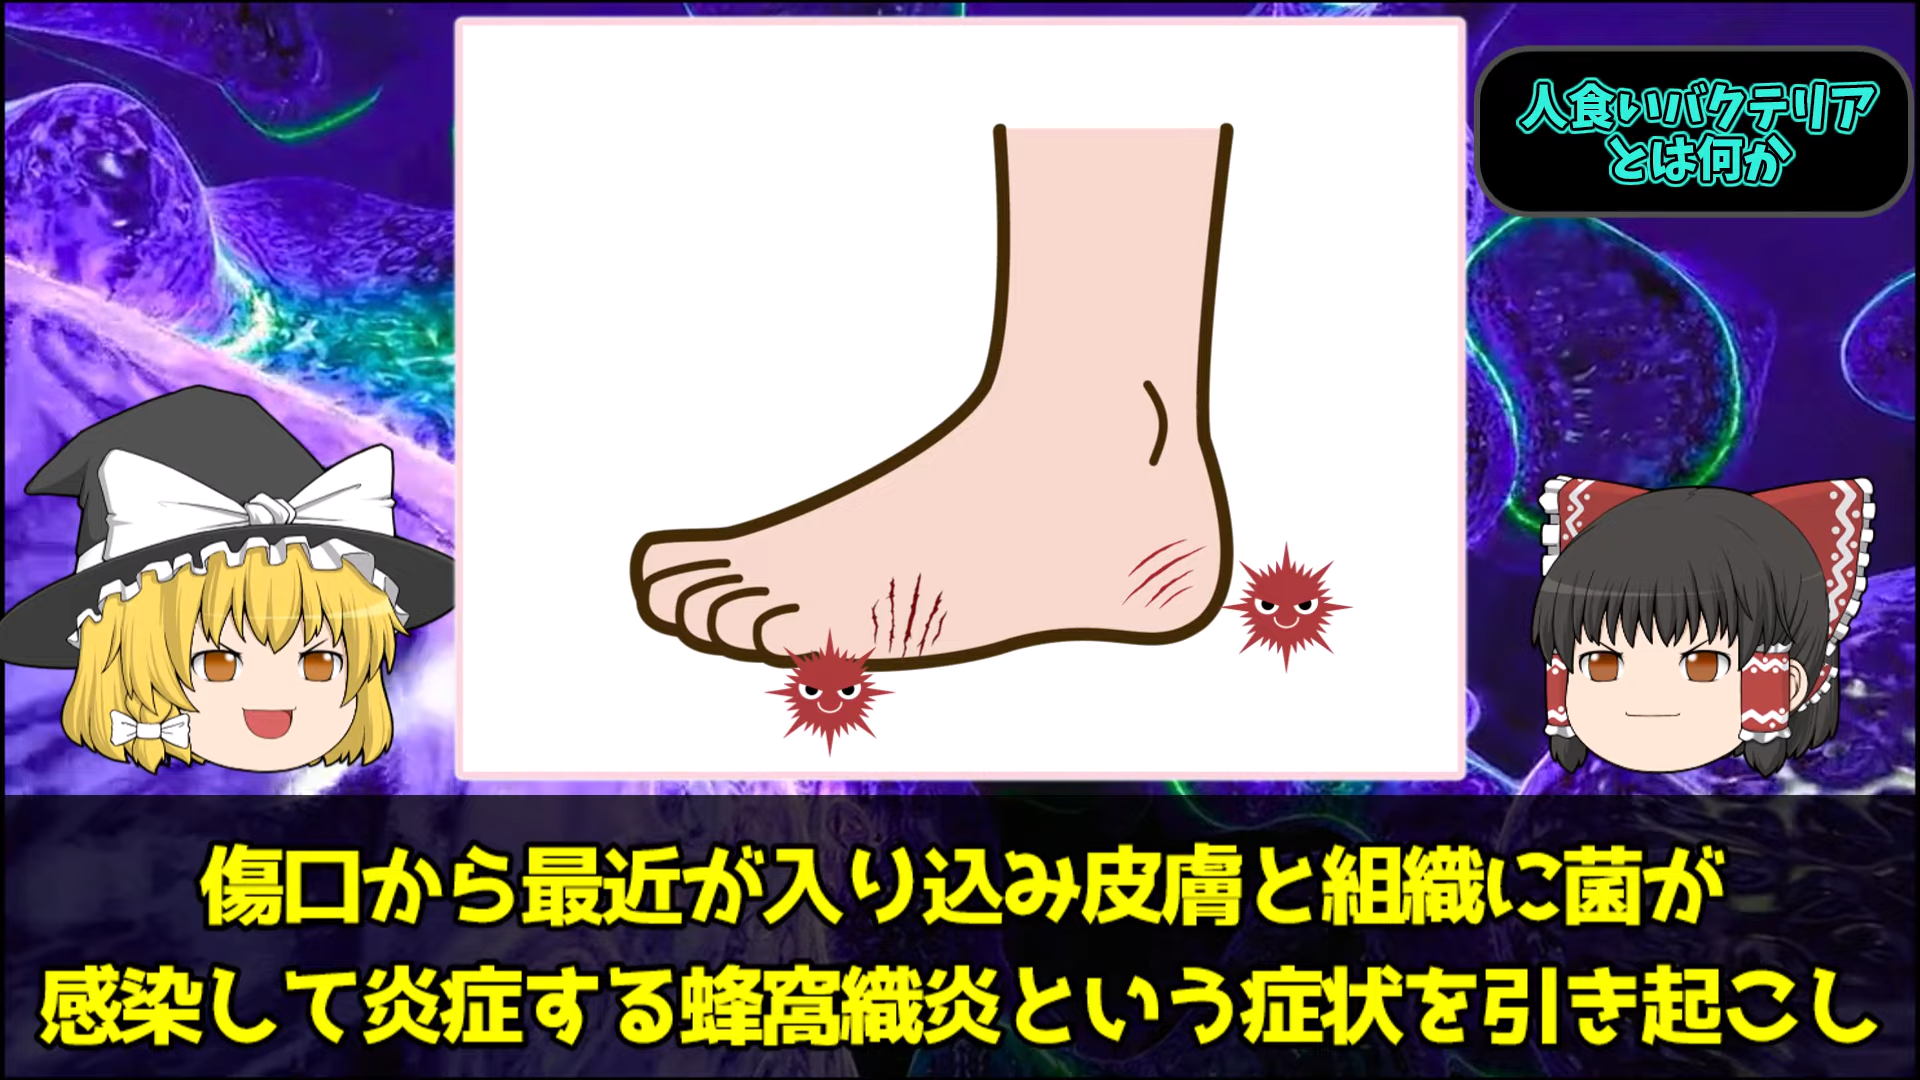 人食いバクテリア
とは何か
傷口から最近が入り込み皮膚と組織に菌が
感染して炎症する蜂窩織炎という症状を引き起こし